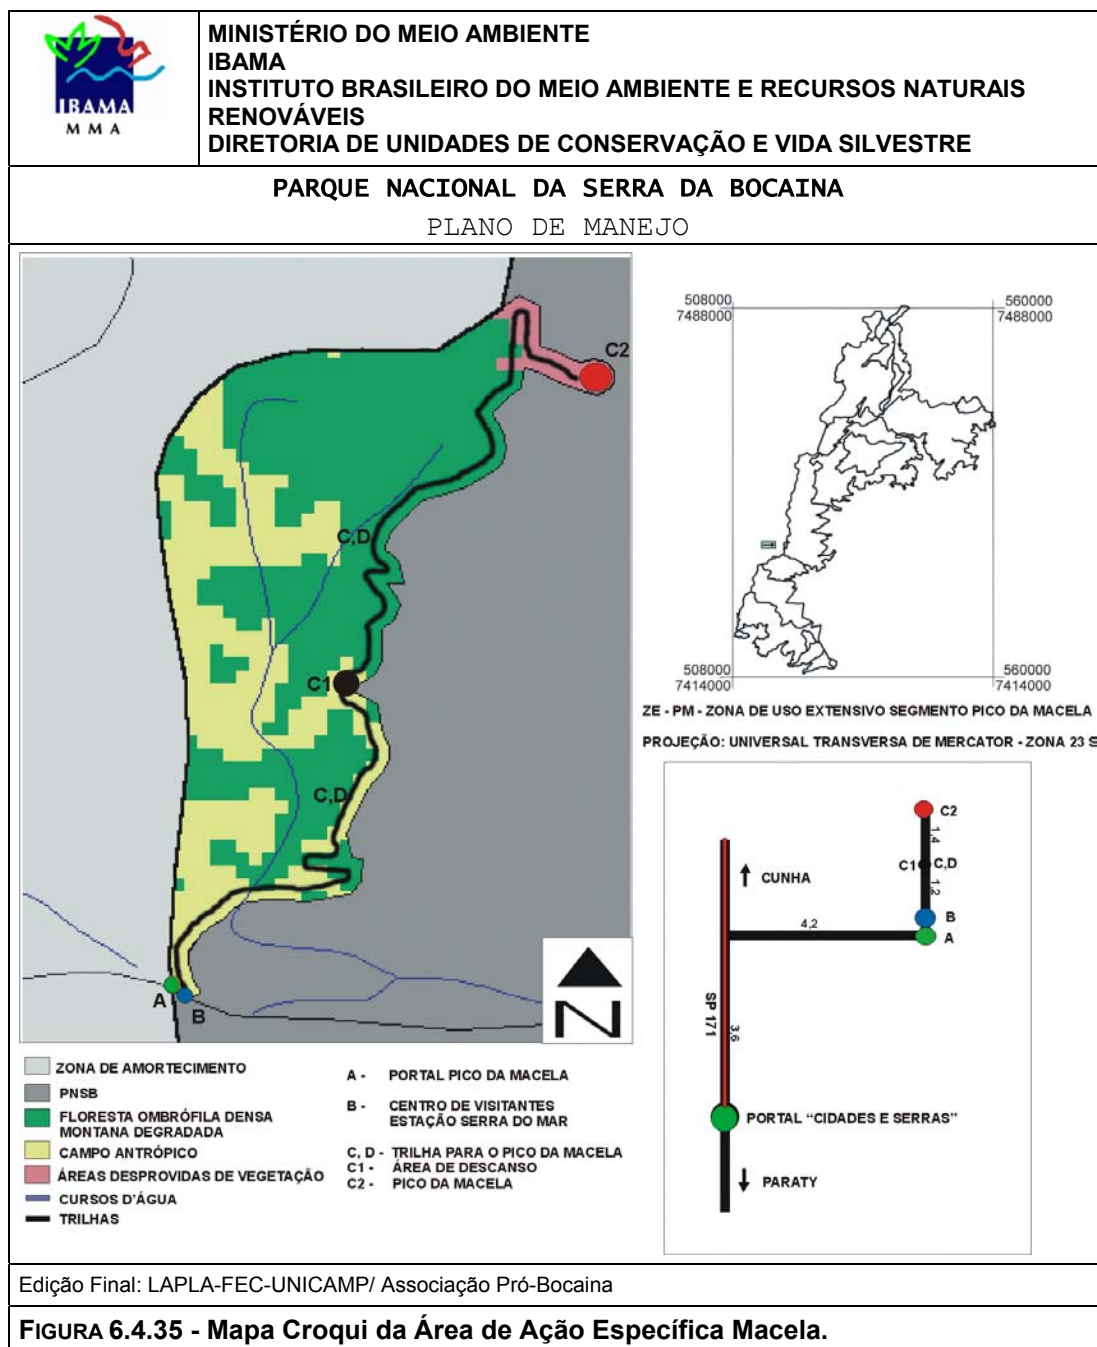 IBAMA
M M A
MINISTÉRIO DO MEIO AMBIENTE
IBAMA
INSTITUTO BRASILEIRO DO MEIO AMBIENTE E RECURSOS NATURAIS
RENOVÁVEIS
DIRETORIA DE UNIDADES DE CONSERVAÇÃO E VIDA SILVESTRE
PARQUE NACIONAL DA SERRA DA BOCAINA
PLANO DE MANEJO
C2
C,D
C1
C,D
A
B
N
508000
7488000
560000
7488000
508000
7414000
560000
7414000
ZE - PM - ZONA DE USO EXTENSIVO SEGMENTO PICO DA MACELA
PROJEÇÃO: UNIVERSAL TRANSVERSA DE MERCATOR - ZONA 23 S
C2
1,4
C1
C,D
1,2
B
A
4,2
CUNHA
SP 171
3,6
PORTAL “CIDADES E SERRAS”
PARATY
ZONA DE AMORTECIMENTO
PNSB
FLORESTA OMBRÓFILA DENSA
MONTANA DEGRADADA
CAMPO ANTRÓPICO
ÁREAS DESPROVIDAS DE VEGETAÇÃO
CURSOS D'ÁGUA
TRILHAS
A - PORTAL PICO DA MACELA
B - CENTRO DE VISITANTES
ESTAÇÃO SERRA DO MAR
C, D - TRILHA PARA O PICO DA MACELA
C1 - ÁREA DE DESCANSO
C2 - PICO DA MACELA
Edição Final: LAPLA-FEC-UNICAMP/ Associação Pró-Bocaina
FIGURA 6.4.35 - Mapa Croqui da Área de Ação Específica Macela.